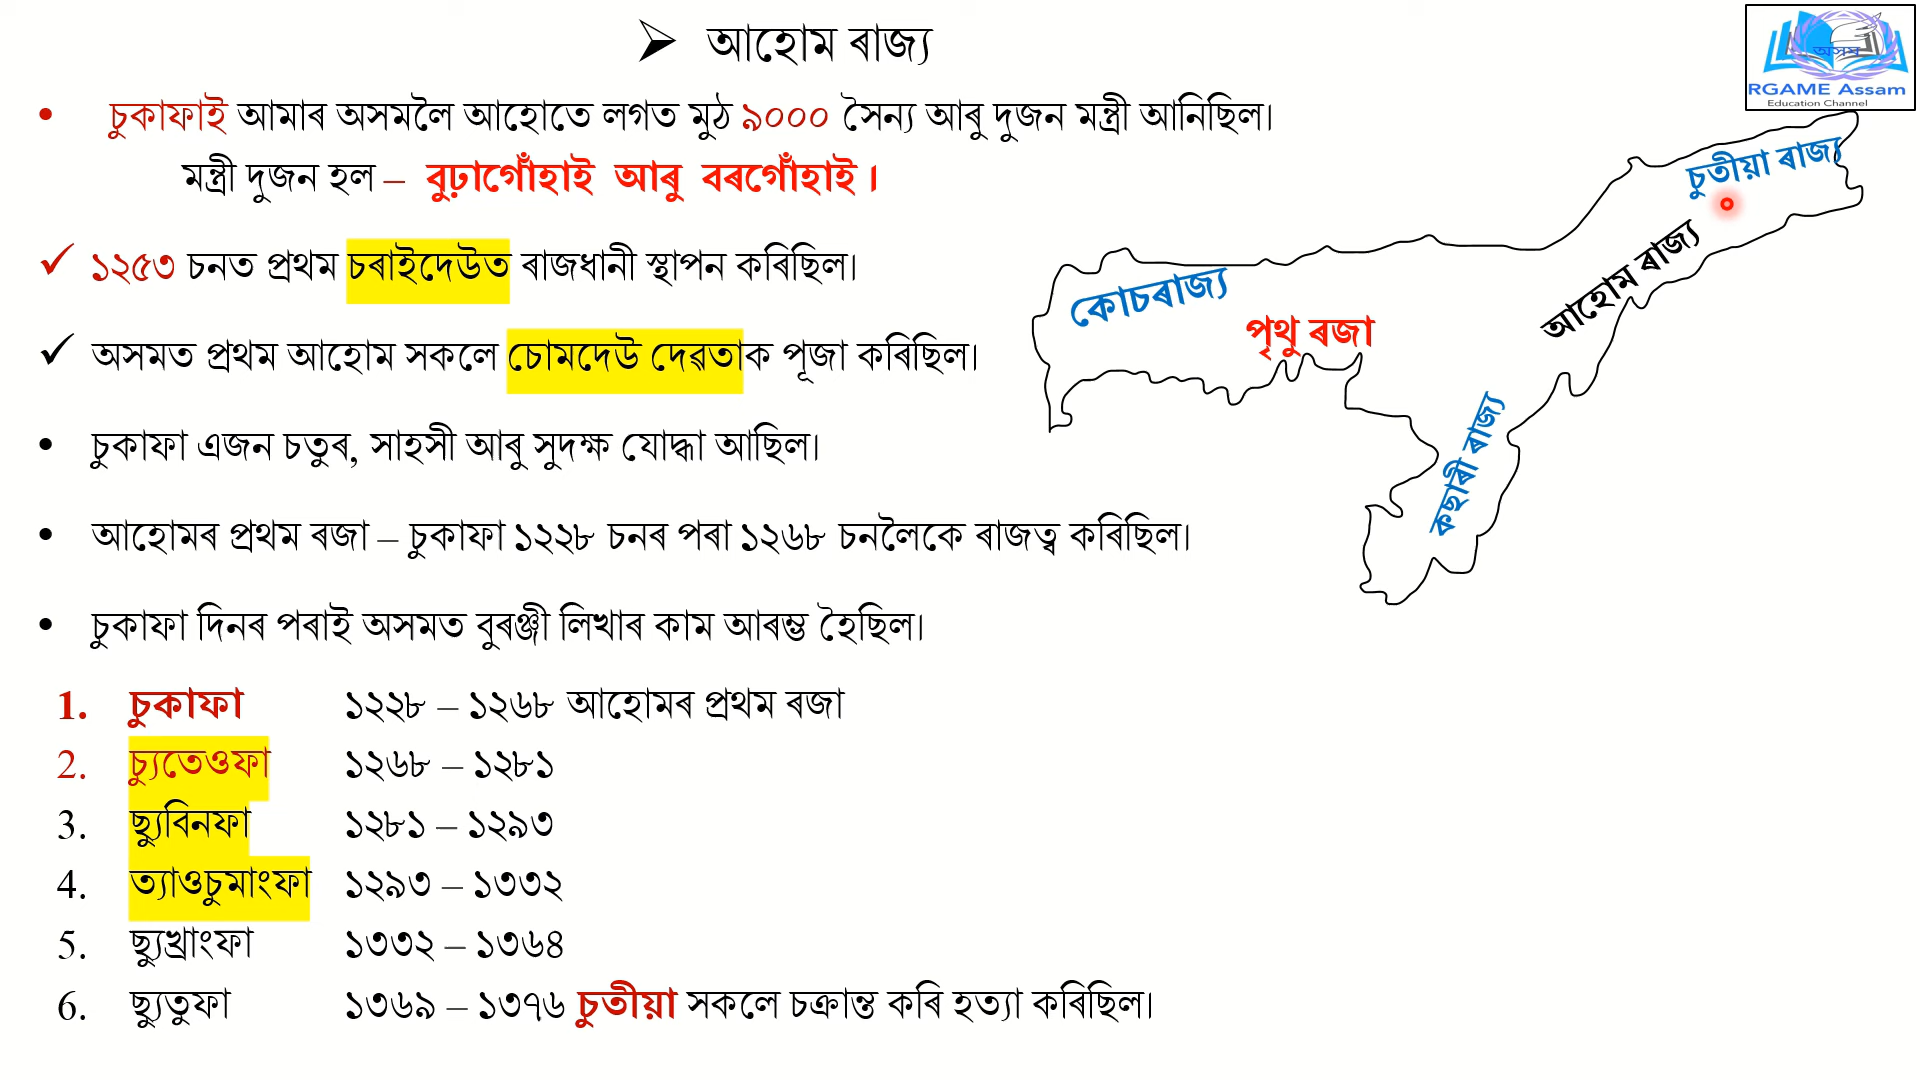 ➢ আহোম ৰাজ্য
অসম
RGAME Assam
Education Channel
• চুকাফাই আমাৰ অসমলৈ আহোতে লগত মুঠ ৯০০০ সৈন্য আৰু দুজন মন্ত্ৰী আনিছিল।
মন্ত্ৰী দুজন হল – বুঢ়াগোঁহাই আৰু বৰগোঁহাই।
✓ ১২৫৩ চনত প্ৰথম চৰাইদেউত ৰাজধানী স্থাপন কৰিছিল।
✓ অসমত প্ৰথম আহোম সকলে চোমদেউ দেৱতাক পূজা কৰিছিল।
• চুকাফা এজন চতুৰ, সাহসী আৰু সুদক্ষ যোদ্ধা আছিল।
• আহোমৰ প্ৰথম ৰজা – চুকাফা ১২২৮ চনৰ পৰা ১২৬৮ চনলৈকে ৰাজত্ব কৰিছিল।
• চুকাফা দিনৰ পৰাই অসমত বুৰঞ্জী লিখাৰ কাম আৰম্ভ হৈছিল।
1. চুকাফা ১২২৮ – ১২৬৮ আহোমৰ প্ৰথম ৰজা
2. চ্যুতেওফা ১২৬৮ – ১২৮১
3. ছ্যুবিনফা ১২৮১ – ১২৯৩
4. ত্যাওচুমাংফা ১২৯৩ – ১৩৩২
5. ছ্যুখ্ৰাংফা ১৩৩২ – ১৩৬৪
6. ছ্যুতুফা ১৩৬৯ – ১৩৭৬ চুতীয়া সকলে চক্ৰান্ত কৰি হত্যা কৰিছিল।
চুতীয়া ৰাজ্য
আহোম ৰাজ্য
কোচৰাজ্য
পৃথু ৰজা
কছাৰী ৰাজ্য